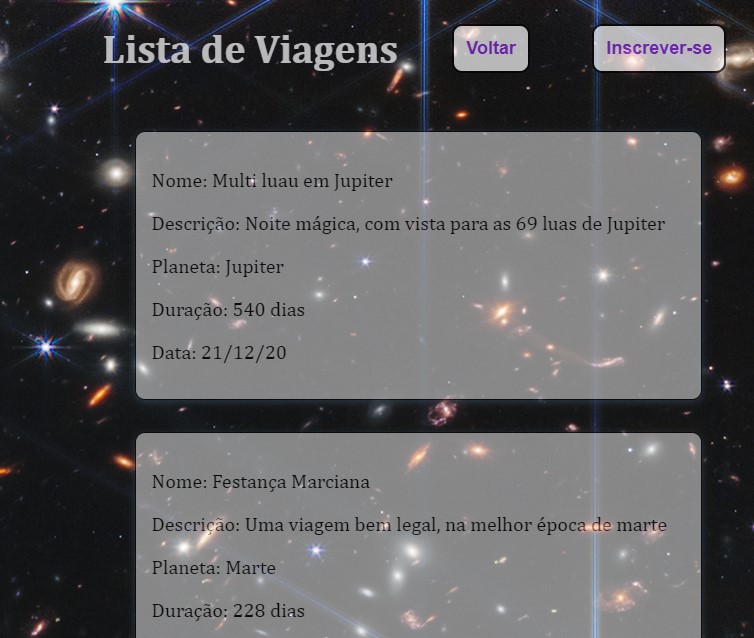 Lista de Viagens
Voltar
Inscrever-se
Nome: Multi luau em Jupiter
Descrição: Noite mágica, com vista para as 69 luas de Jupiter
Planeta: Jupiter
Duração: 540 dias
Data: 21/12/20
Nome: Festança Marciana
Descrição: Uma viagem bem legal, na melhor época de marte
Planeta: Marte
Duração: 228 dias